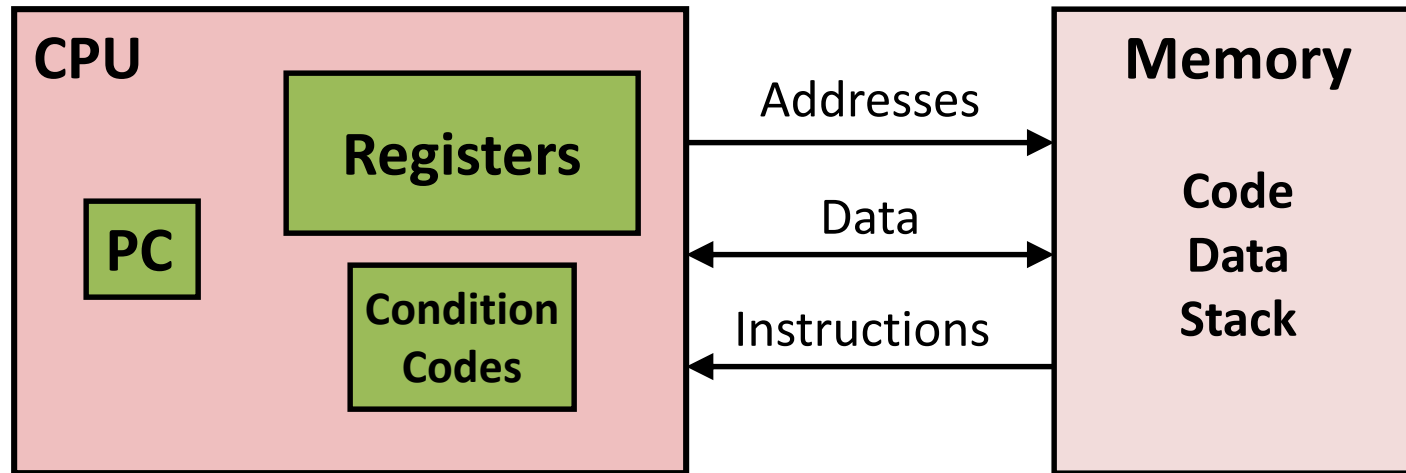 CPU
Registers
PC
Condition
Codes
Addresses
Data
Instructions
Memory
Code
Data
Stack